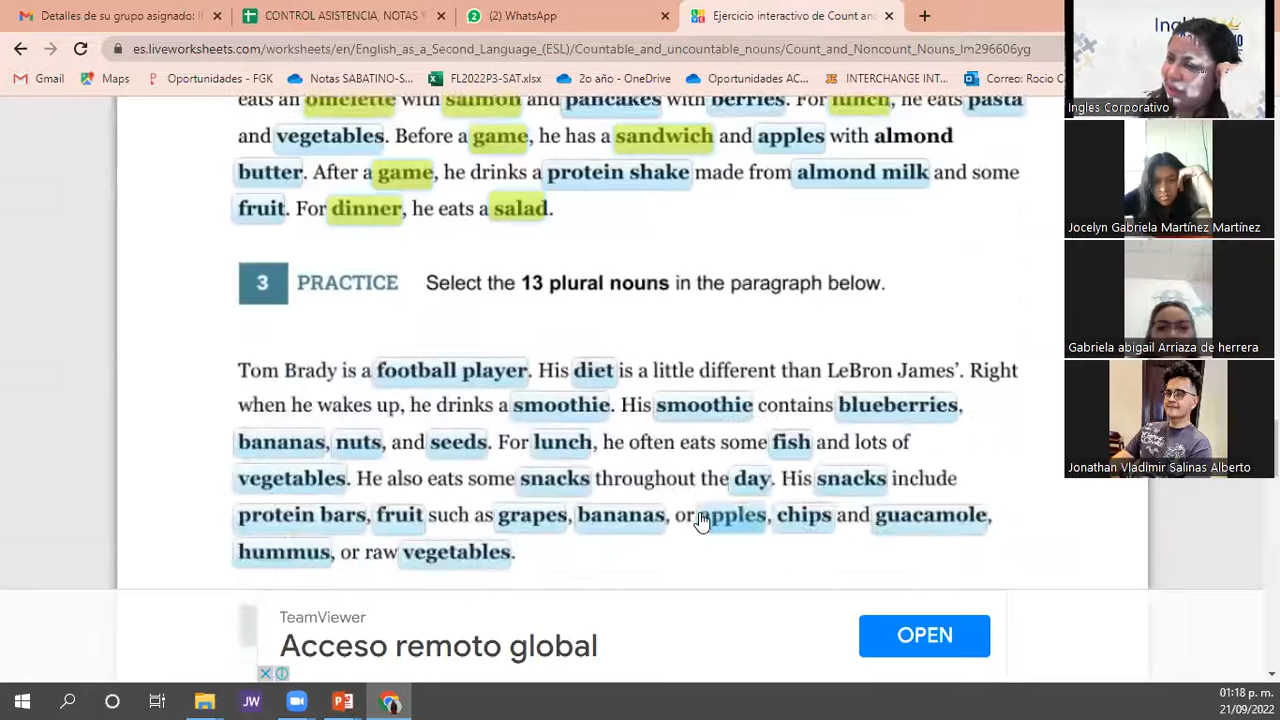 Detalles de su grupo asignado: I
CONTROL ASISTENCIA, NOTAS Y
(2) WhatsApp
Ejercicio interactivo de Count anc
es.liveworksheets.com/worksheets/en/English_as_a_Second_Language_(ESL)/Countable_and_uncountable_nouns/Count_and_Noncount_Nouns_lm296606yg
Gmail
Maps
Oportunidades - FGK
Notas SABATINO-S...
FL2022P3-SAT.xlsx
2o año - OneDrive
Oportunidades AC...
INTERCHANGE INT...
Correo: Rocio C
eats an omelette with salmon and pancakes with berries. For lunch, he eats pasta
and vegetables. Before a game, he has a sandwich and apples with almond
butter. After a game, he drinks a protein shake made from almond milk and some
fruit. For dinner, he eats a salad.
3 PRACTICE Select the 13 plural nouns in the paragraph below.
Tom Brady is a football player. His diet is a little different than LeBron James'. Right
when he wakes up, he drinks a smoothie. His smoothie contains blueberries,
bananas, nuts, and seeds. For lunch, he often eats some fish and lots of
vegetables. He also eats some snacks throughout the day. His snacks include
protein bars, fruit such as grapes, bananas, or apples, chips and guacamole,
hummus, or raw vegetables.
TeamViewer
Acceso remoto global
OPEN
Ingles Corporativo
Jocelyn Gabriela Martínez Martínez
Gabriela abigail Arriaza de herrera
Jonathan Vladimir Salinas Alberto
JW
01:18 p. m.
21/09/2022